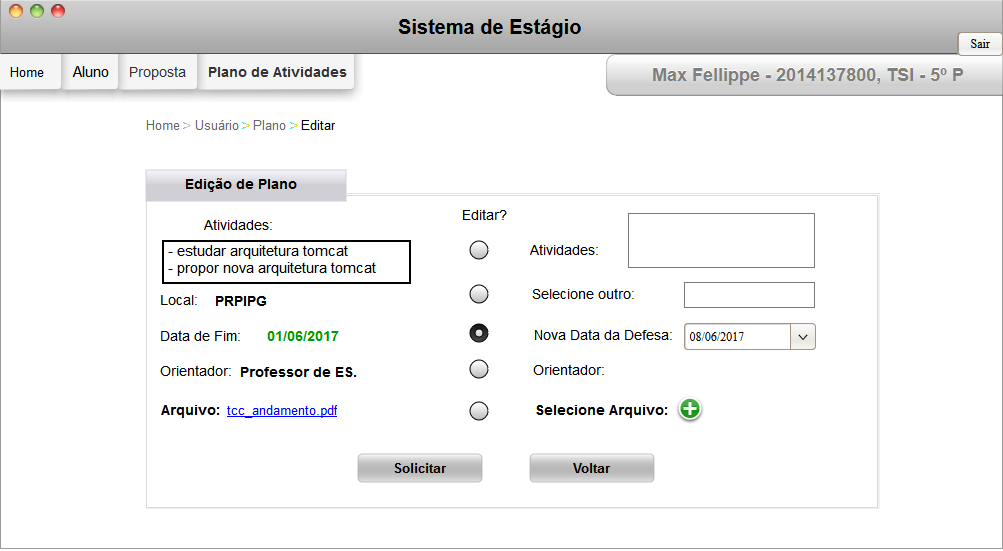 Sistema de Estágio
Sair
Home
Aluno
Proposta
Plano de Atividades
Max Fellippe - 2014137800, TSI - 5º P
Home > Usuário > Plano > Editar
Edição de Plano
Editar?
Atividades:
- estudar arquitetura tomcat
- propor nova arquitetura tomcat
Atividades:
Local: PRPIPG
Selecione outro:
Data de Fim: 01/06/2017
Nova Data da Defesa: 08/06/2017
Orientador: Professor de ES.
Orientador:
Arquivo: tcc_andamento.pdf
Selecione Arquivo:
Solicitar
Voltar